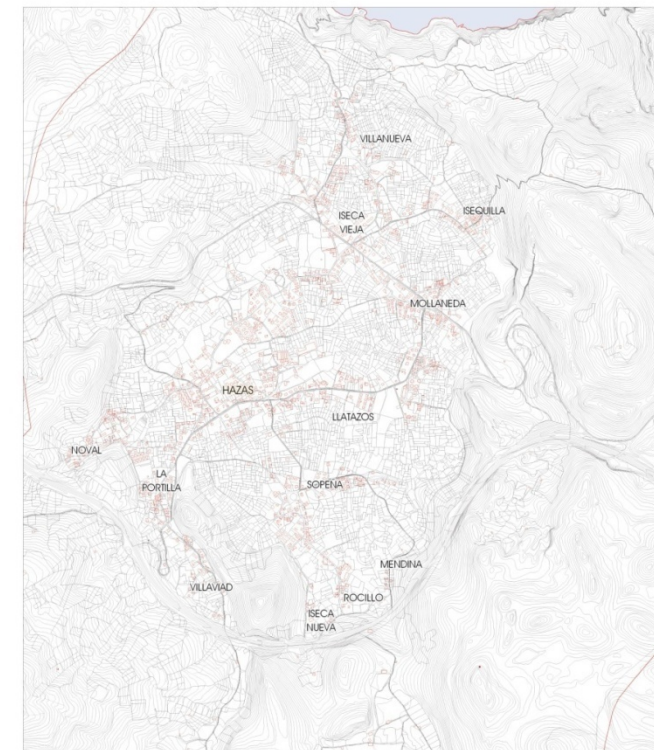 VILLANUEVA
ISECA
VIEJA
ISEQUILLA
MOLLANEDA
HAZAS
LLATAZOS
NOVAL
LA
PORTILLA
SOPEÑA
MENDINA
VILLAVIAD
ROCILLO
ISECA
NUEVA